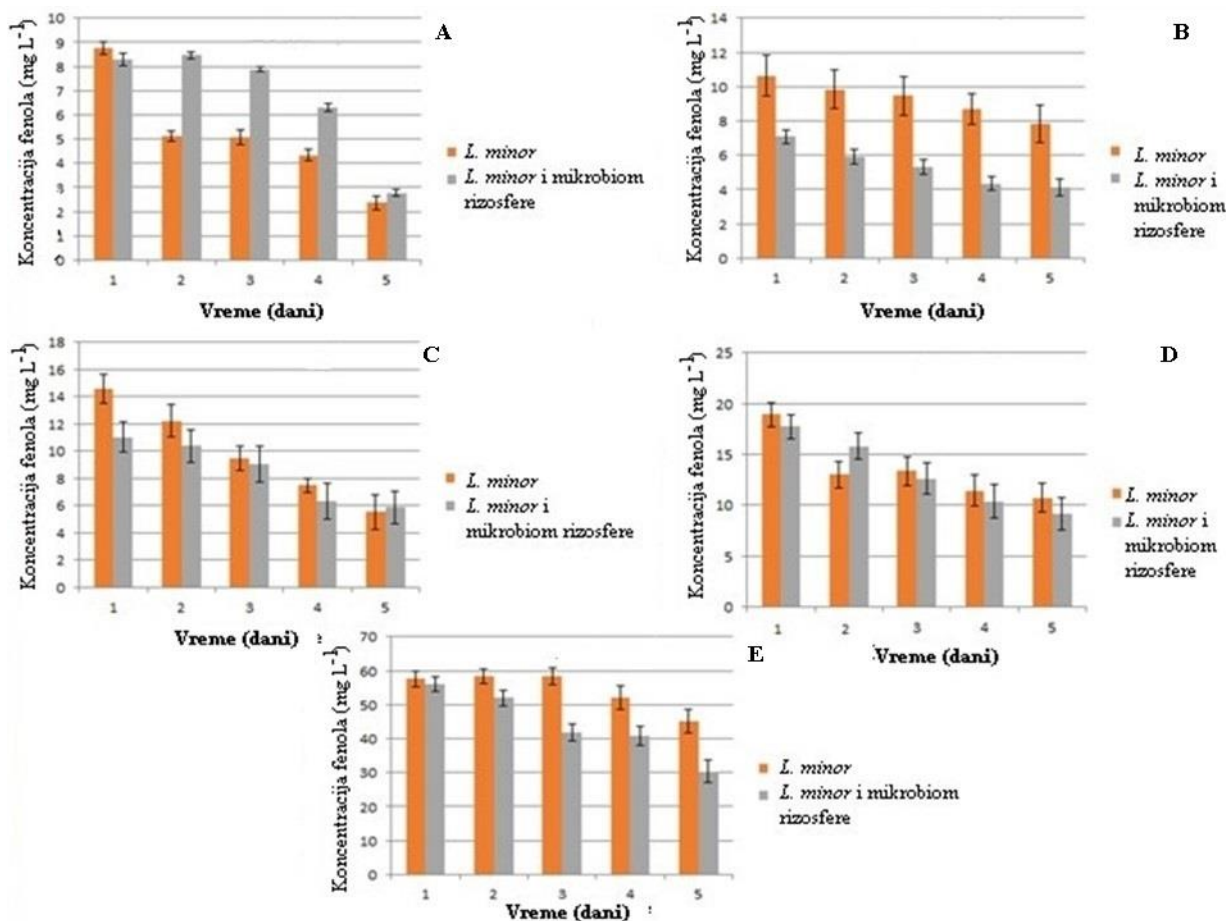 A
Koncentracija fenola (mg L⁻¹)
10
9
8
7
6
5
4
3
2
1
0
1 2 3 4 5
Vreme (dani)
L. minor
L. minor i mikrobiom
rizosfere
B
Koncentracija fenola (mg L⁻¹)
14
12
10
8
6
4
2
0
1 2 3 4 5
Vreme (dani)
L. minor
L. minor i
mikrobiom
rizosfere
C
Koncentracija fenola (mg L⁻¹)
18
16
14
12
10
8
6
4
2
0
1 2 3 4 5
Vreme (dani)
L. minor
L. minor i
mikrobiom rizosfere
D
Koncentracija fenola (mg L⁻¹)
25
20
15
10
5
0
1 2 3 4 5
Vreme (dani)
L. minor
L. minor i
mikrobiom
rizosfere
E
Koncentracija fenola (mg L⁻¹)
70
60
50
40
30
20
10
0
1 2 3 4 5
Vreme (dani)
L. minor
L. minor i mikrobiom
rizosfere